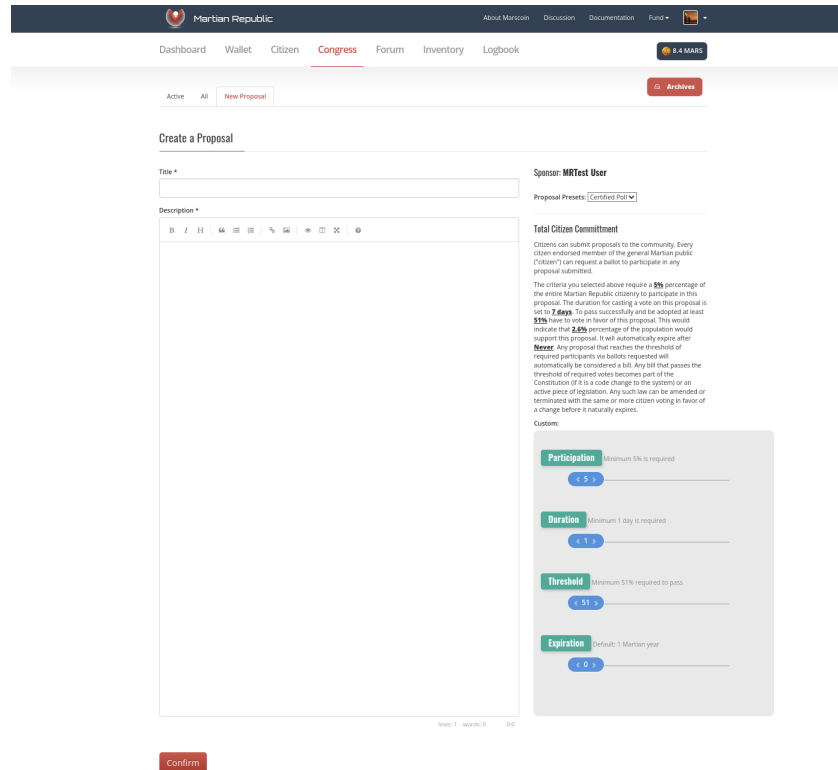 Martian Republic
About Marscoin Discussion Documentation Fund
Dashboard Wallet Citizen Congress Forum Inventory Logbook
8.4 MARS
Archives
Active All New Proposal
Create a Proposal
Title *
Description *
B I H
lines: 1 words: 0 0:0
Confirm
Sponsor: MRTest User
Proposal Presets: Certified Poll
Total Citizen Committment
Citizens can submit proposals to the community. Every
citzen endorsed member of the general Martian public
("citizen") can request a ballot to participate in any
proposal submitted.
The criteria you selected above require a 5% percentage of
the entire Martian Republic citizenry to partcipate in this
proposal. The duration for casting a vote on this proposal is
set to 7 days. To pass successfully and be adopted at least
51% have to vote in favor of this proposal. This would
indicate that 2.6% percentage of the population would
support this proposal. It will automatically expire after
Never. Any proposal that reaches the threshold of
required participants via ballots requested will
automatically be considered a bill. Any bill that passes the
threshold of required votes becomes part of the
Constitution (if it is a code change to the system) or an
active piece of legislation. Any such law can be amended or
terminated with the same or more citizen voting in favor of
a change before it naturally expires.
Custom:
Participation Minimum 5% is required
< 5 >
Duration Minimum 1 day is required
< 1 >
Threshold Minimum 51% required to pass
< 51 >
Expiration Default: 1 Martian year
< 0 >